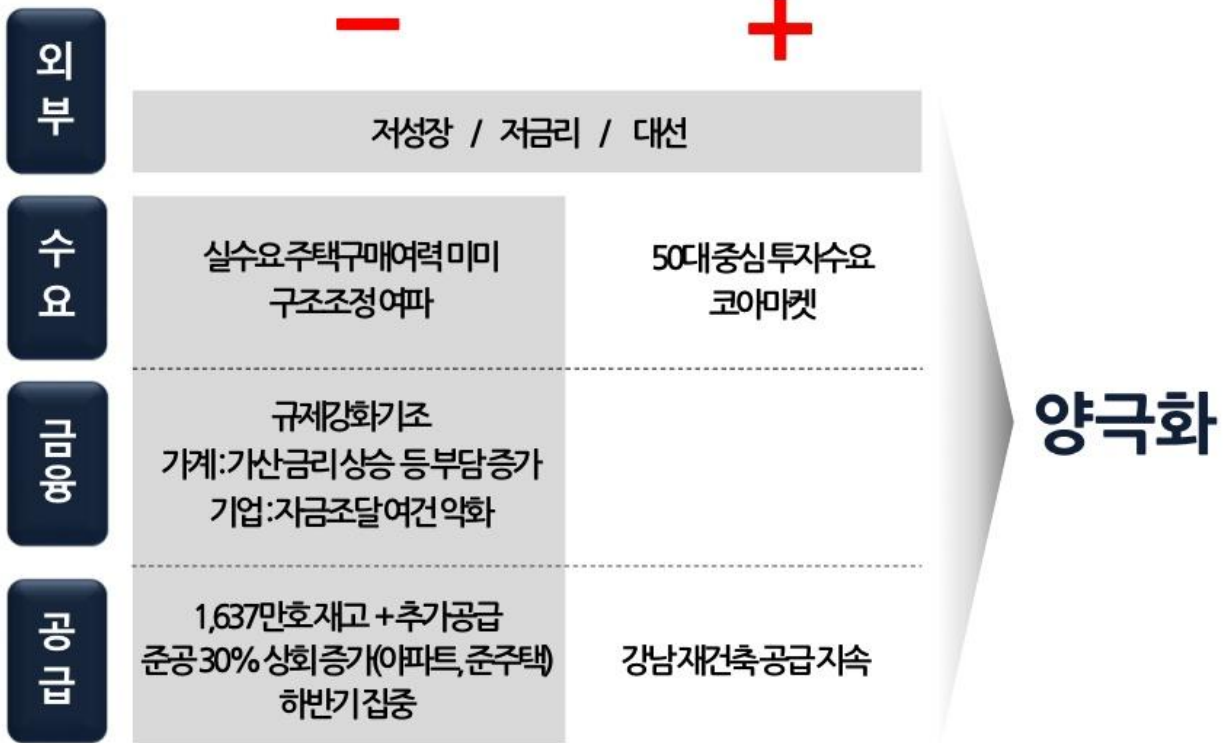 − +
외부
저성장 / 저금리 / 대선
수요
실수요 주택구매여력 미미
구조조정 여파
50대 중심 투자수요
코아마켓
금융
규제강화기조
가계 : 가산 금리 상승 등 부담 증가
기업 : 자금조달 여건 악화
공급
1,637만호 재고 + 추가공급
준공 30% 상회 증가(아파트, 준주택)
하반기 집중
강남 재건축 공급 지속
양극화